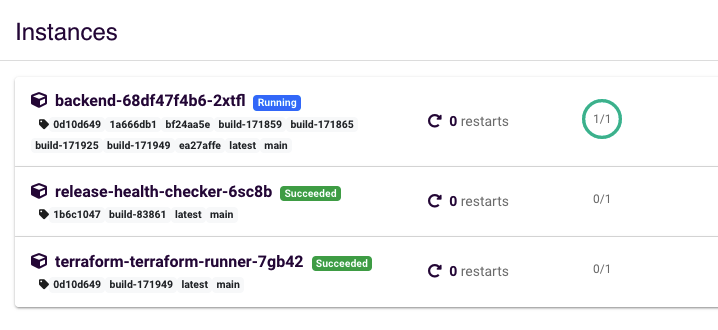 Instances
backend-68df47f4b6-2xtfl Running
0d10d649 1a666db1 bf24aa5e build-171859 build-171865
build-171925 build-171949 ea27affe latest main
0 restarts
1/1
release-health-checker-6sc8b Succeeded
1b6c1047 build-83861 latest main
0 restarts
0/1
terraform-terraform-runner-7gb42 Succeeded
0d10d649 build-171949 latest main
0 restarts
0/1